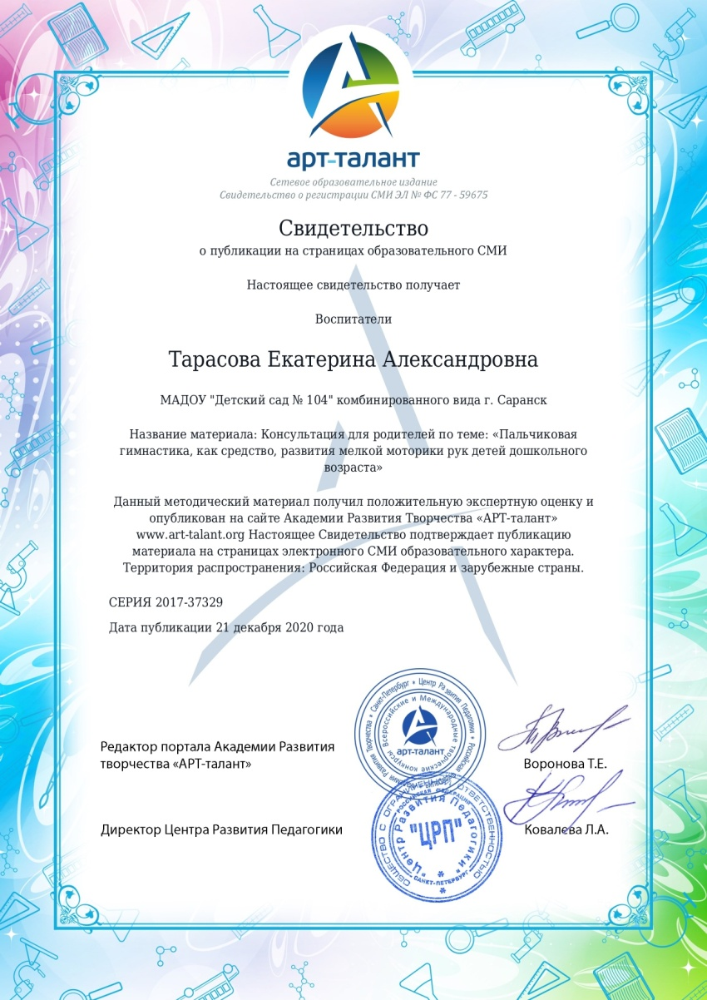 арт-талант
Сетевое образовательное издание
Свидетельство о регистрации СМИ ЭЛ № ФС 77 - 59675
Свидетельство
о публикации на страницах образовательного СМИ
Настоящее свидетельство получает
Воспитатели
Тарасова Екатерина Александровна
МАДОУ "Детский сад № 104" комбинированного вида г. Саранск
Название материала: Консультация для родителей по теме: «Пальчиковая
гимнастика, как средство, развития мелкой моторики рук детей дошкольного
возраста»
Данный методический материал получил положительную экспертную оценку и
опубликован на сайте Академии Развития Творчества «АРТ-талант»
www.art-talant.org Настоящее Свидетельство подтверждает публикацию
материала на страницах электронного СМИ образовательного характера.
Территория распространения: Российская Федерация и зарубежные страны.
СЕРИЯ 2017-37329
Дата публикации 21 декабря 2020 года
Санкт-Петербург * Центр Развития Педагогики * Российская
Всероссийские и Международные творческие конкурсы
арт-талант
Редактор портала Академии Развития
творчества «АРТ-талант»
Воронова Т.Е.
ОБЩЕСТВО С ОГРАНИЧЕННОЙ ОТВЕТСТВЕННОСТЬЮ
РОССИЙСКАЯ ФЕДЕРАЦИЯ
"Центр Развития Педагогики"
"ЦРП"
САНКТ-ПЕТЕРБУРГ
Директор Центра Развития Педагогики
Ковалева Л.А.